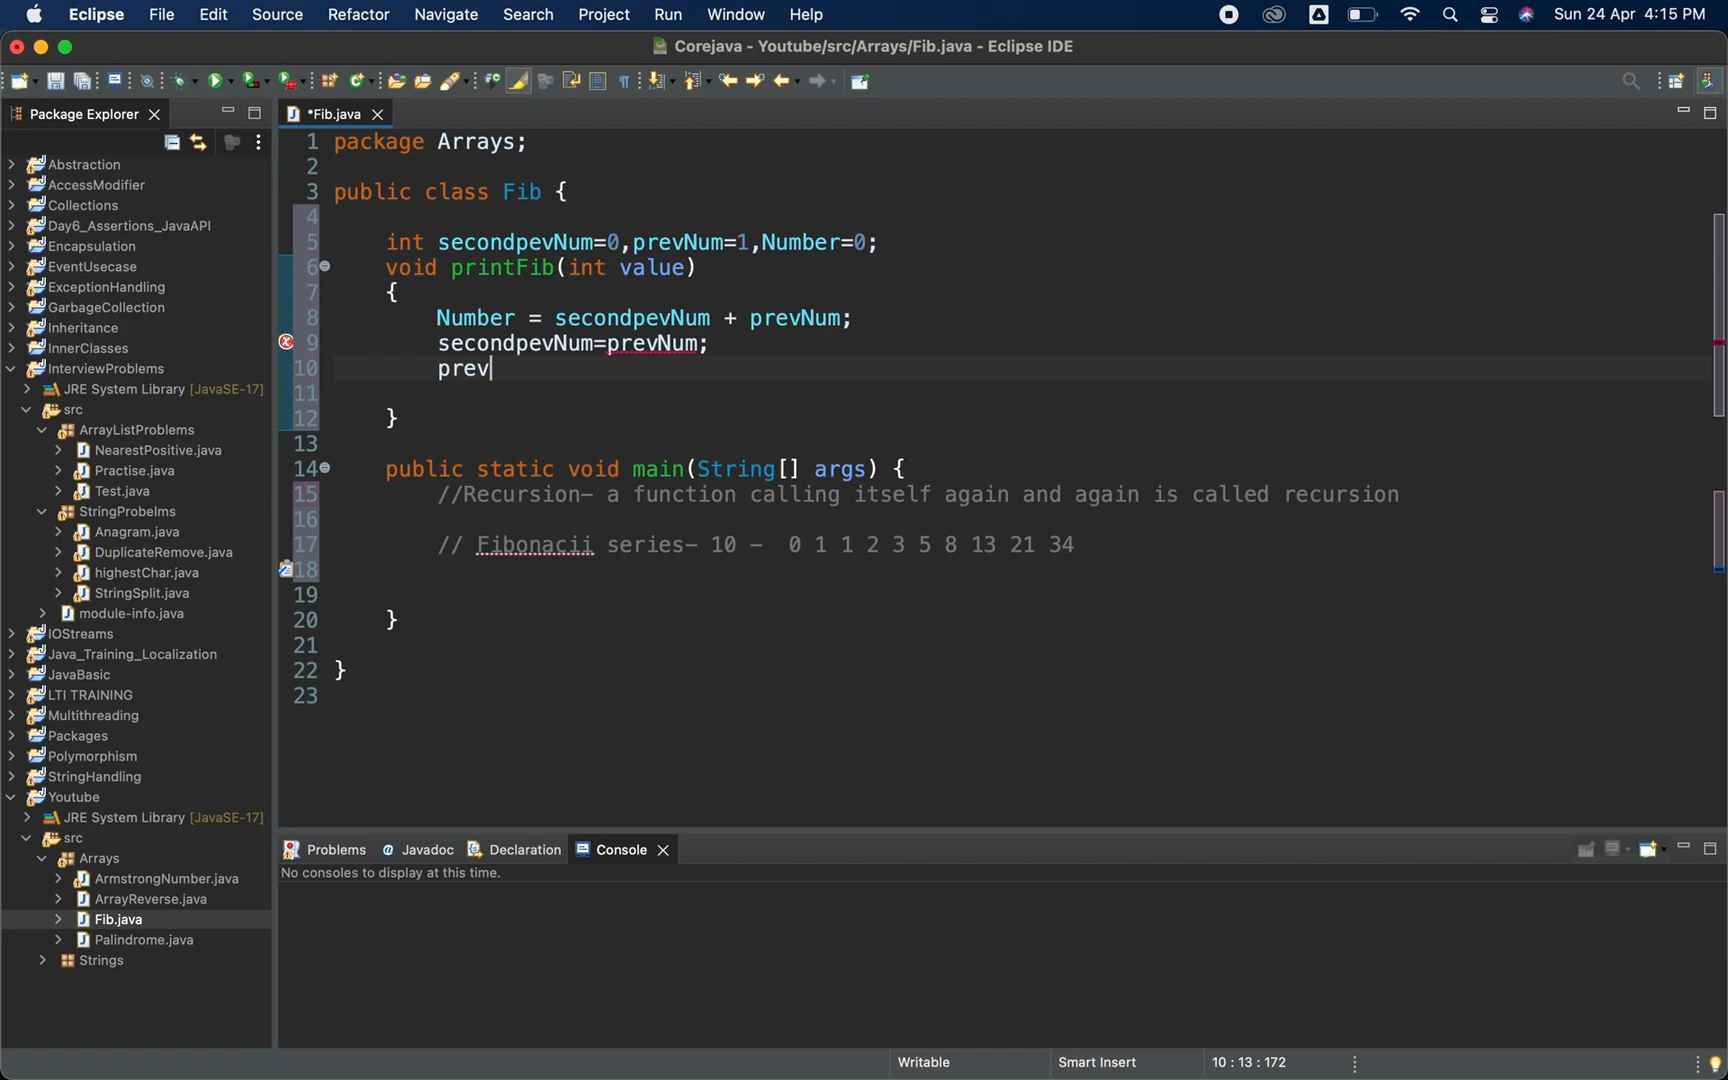 Eclipse File Edit Source Refactor Navigate Search Project Run Window Help Sun 24 Apr 4:15 PM
Corejava - Youtube/src/Arrays/Fib.java - Eclipse IDE
Package Explorer
Abstraction
AccessModifier
Collections
Day6_Assertions_JavaAPI
Encapsulation
EventUsecase
ExceptionHandling
GarbageCollection
Inheritance
InnerClasses
InterviewProblems
JRE System Library [JavaSE-17]
src
ArrayListProblems
NearestPositive.java
Practise.java
Test.java
StringProbelms
Anagram.java
DuplicateRemove.java
highestChar.java
StringSplit.java
module-info.java
IOStreams
Java_Training_Localization
JavaBasic
LTI TRAINING
Multithreading
Packages
Polymorphism
StringHandling
Youtube
JRE System Library [JavaSE-17]
src
Arrays
ArmstrongNumber.java
ArrayReverse.java
Fib.java
Palindrome.java
Strings
*Fib.java
1 package Arrays;
2
3 public class Fib {
4
5 int secondpevNum=0,prevNum=1,Number=0;
6 void printFib(int value)
7 {
8 Number = secondpevNum + prevNum;
9 secondpevNum=prevNum;
10 prev
11
12 }
13
14 public static void main(String[] args) {
15 //Recursion- a function calling itself again and again is called recursion
16
17 // Fibonacii series- 10 - 0 1 1 2 3 5 8 13 21 34
18
19
20 }
21
22 }
23
Problems @ Javadoc Declaration Console
No consoles to display at this time.
Writable Smart Insert 10 : 13 : 172